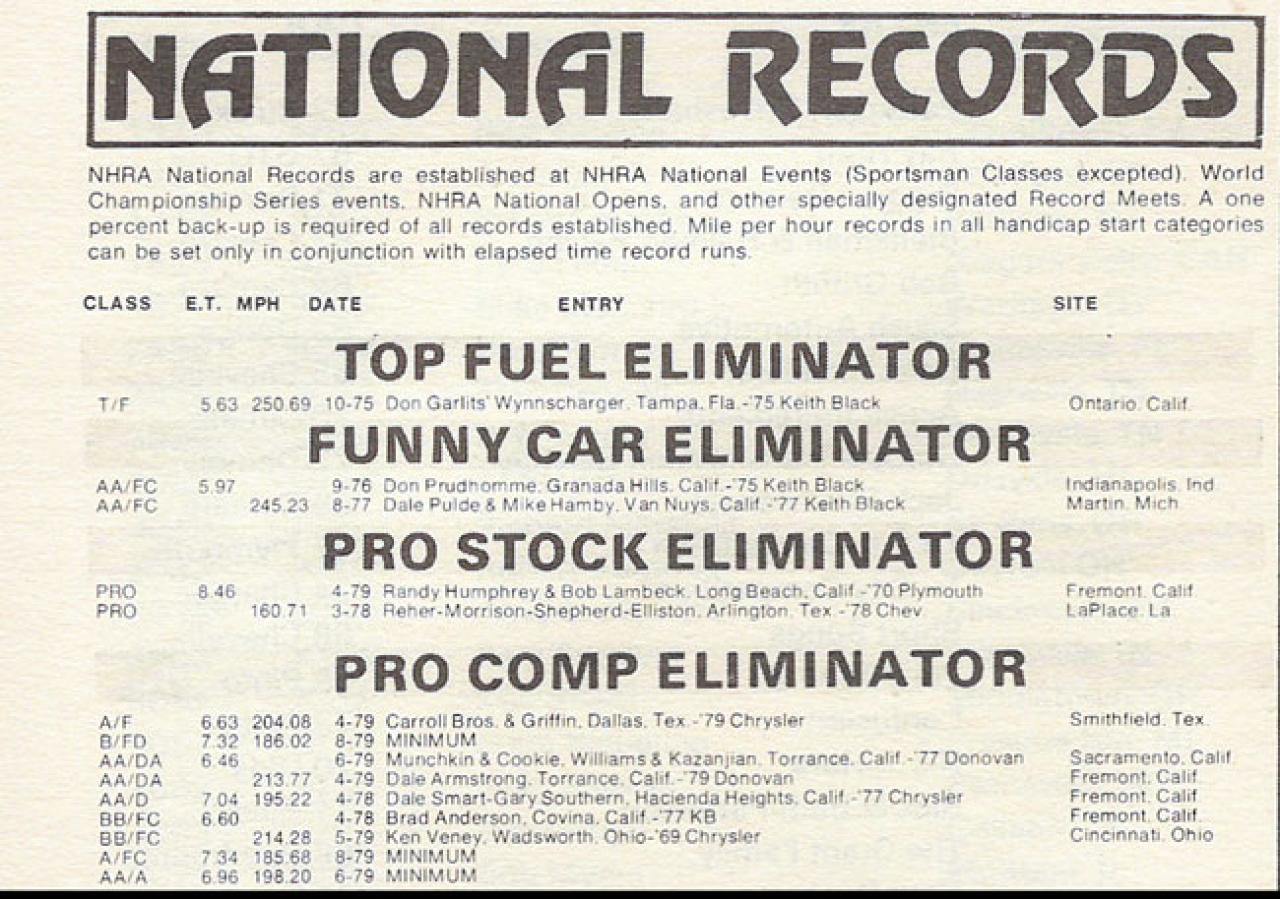 NATIONAL RECORDS
NHRA National Records are established at NHRA National Events (Sportsman Classes excepted). World
Championship Series events, NHRA National Opens, and other specially designated Record Meets. A one
percent back-up is required of all records established. Mile per hour records in all handicap start categories
can be set only in conjunction with elapsed time record runs.
CLASS E.T. MPH DATE ENTRY SITE
TOP FUEL ELIMINATOR
T/F 5.63 250.69 10-75 Don Garlits' Wynnscharger, Tampa, Fla.-'75 Keith Black Ontario, Calif.
FUNNY CAR ELIMINATOR
AA/FC 5.97 9-76 Don Prudhomme, Granada Hills, Calif.-'75 Keith Black Indianapolis, Ind.
AA/FC 245.23 8-77 Dale Pulde & Mike Hamby, Van Nuys, Calif.-'77 Keith Black Martin, Mich.
PRO STOCK ELIMINATOR
PRO 8.46 4-79 Randy Humphrey & Bob Lambeck, Long Beach, Calif.-'70 Plymouth Fremont, Calif.
PRO 160.71 3-78 Reher-Morrison-Shepherd-Elliston, Arlington, Tex.-'78 Chev. LaPlace, La.
PRO COMP ELIMINATOR
A/F 6.63 204.08 4-79 Carroll Bros. & Griffin, Dallas, Tex.-'79 Chrysler Smithfield, Tex.
B/FD 7.32 186.02 8-79 MINIMUM
AA/DA 6.46 6-79 Munchkin & Cookie, Williams & Kazanjian, Torrance, Calif.-'77 Donovan Sacramento, Calif.
AA/DA 213.77 4-79 Dale Armstrong, Torrance, Calif.-'79 Donovan Fremont, Calif.
AA/D 7.04 195.22 4-78 Dale Smart-Gary Southern, Hacienda Heights, Calif.-'77 Chrysler Fremont, Calif.
BB/FC 6.60 4-78 Brad Anderson, Covina, Calif.-'77 KB Fremont, Calif.
BB/FC 214.28 5-79 Ken Veney, Wadsworth, Ohio-'69 Chrysler Cincinnati, Ohio
A/FC 7.34 185.68 8-79 MINIMUM
AA/A 6.96 198.20 6-79 MINIMUM